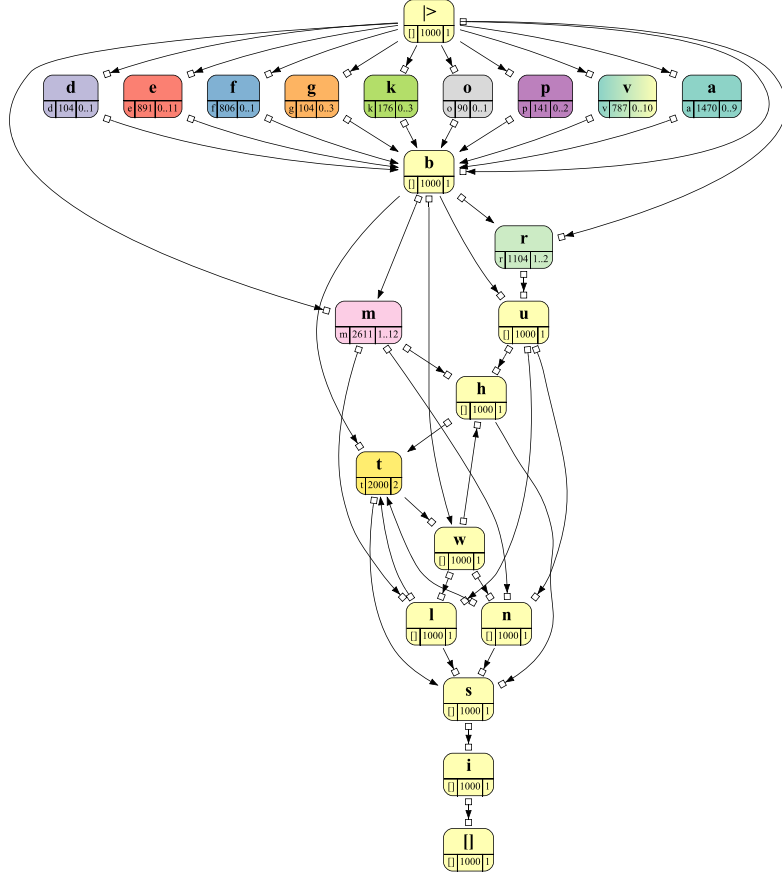 |>
[] 1000 1
d e f g k o p v a
d 104 0..1 e 891 0..11 f 806 0..1 g 104 0..3 k 176 0..3 o 90 0..1 p 141 0..2 v 787 0..10 a 1470 0..9
b
[] 1000 1
r
r 1104 1..2
m u
m 2611 1..12 [] 1000 1
h
[] 1000 1
t
t 2000 2
w
[] 1000 1
l n
[] 1000 1 [] 1000 1
s
[] 1000 1
i
[] 1000 1
[]
[] 1000 1